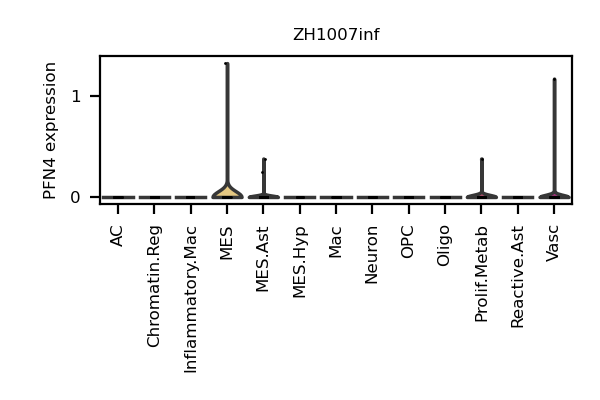 ZH1007inf
PFN4 expression
1
0
AC
Chromatin.Reg
Inflammatory.Mac
MES
MES.Ast
MES.Hyp
Mac
Neuron
OPC
Oligo
Prolif.Metab
Reactive.Ast
Vasc